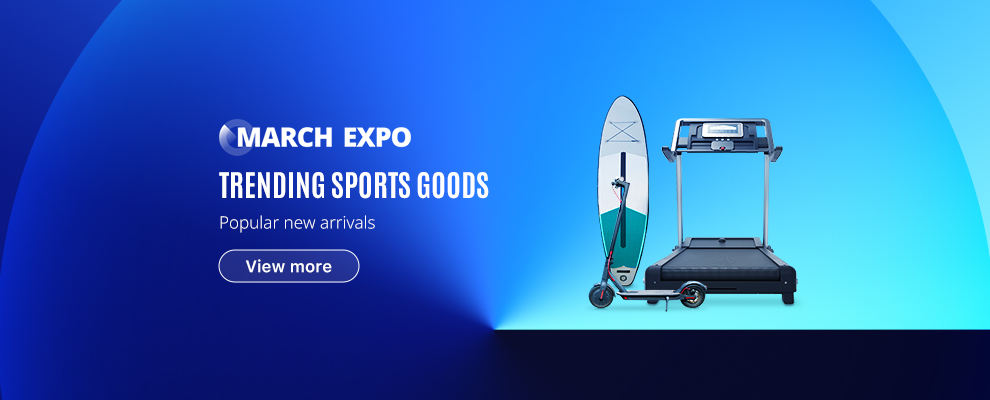 MARCH EXPO
TRENDING SPORTS GOODS
Popular new arrivals
View more